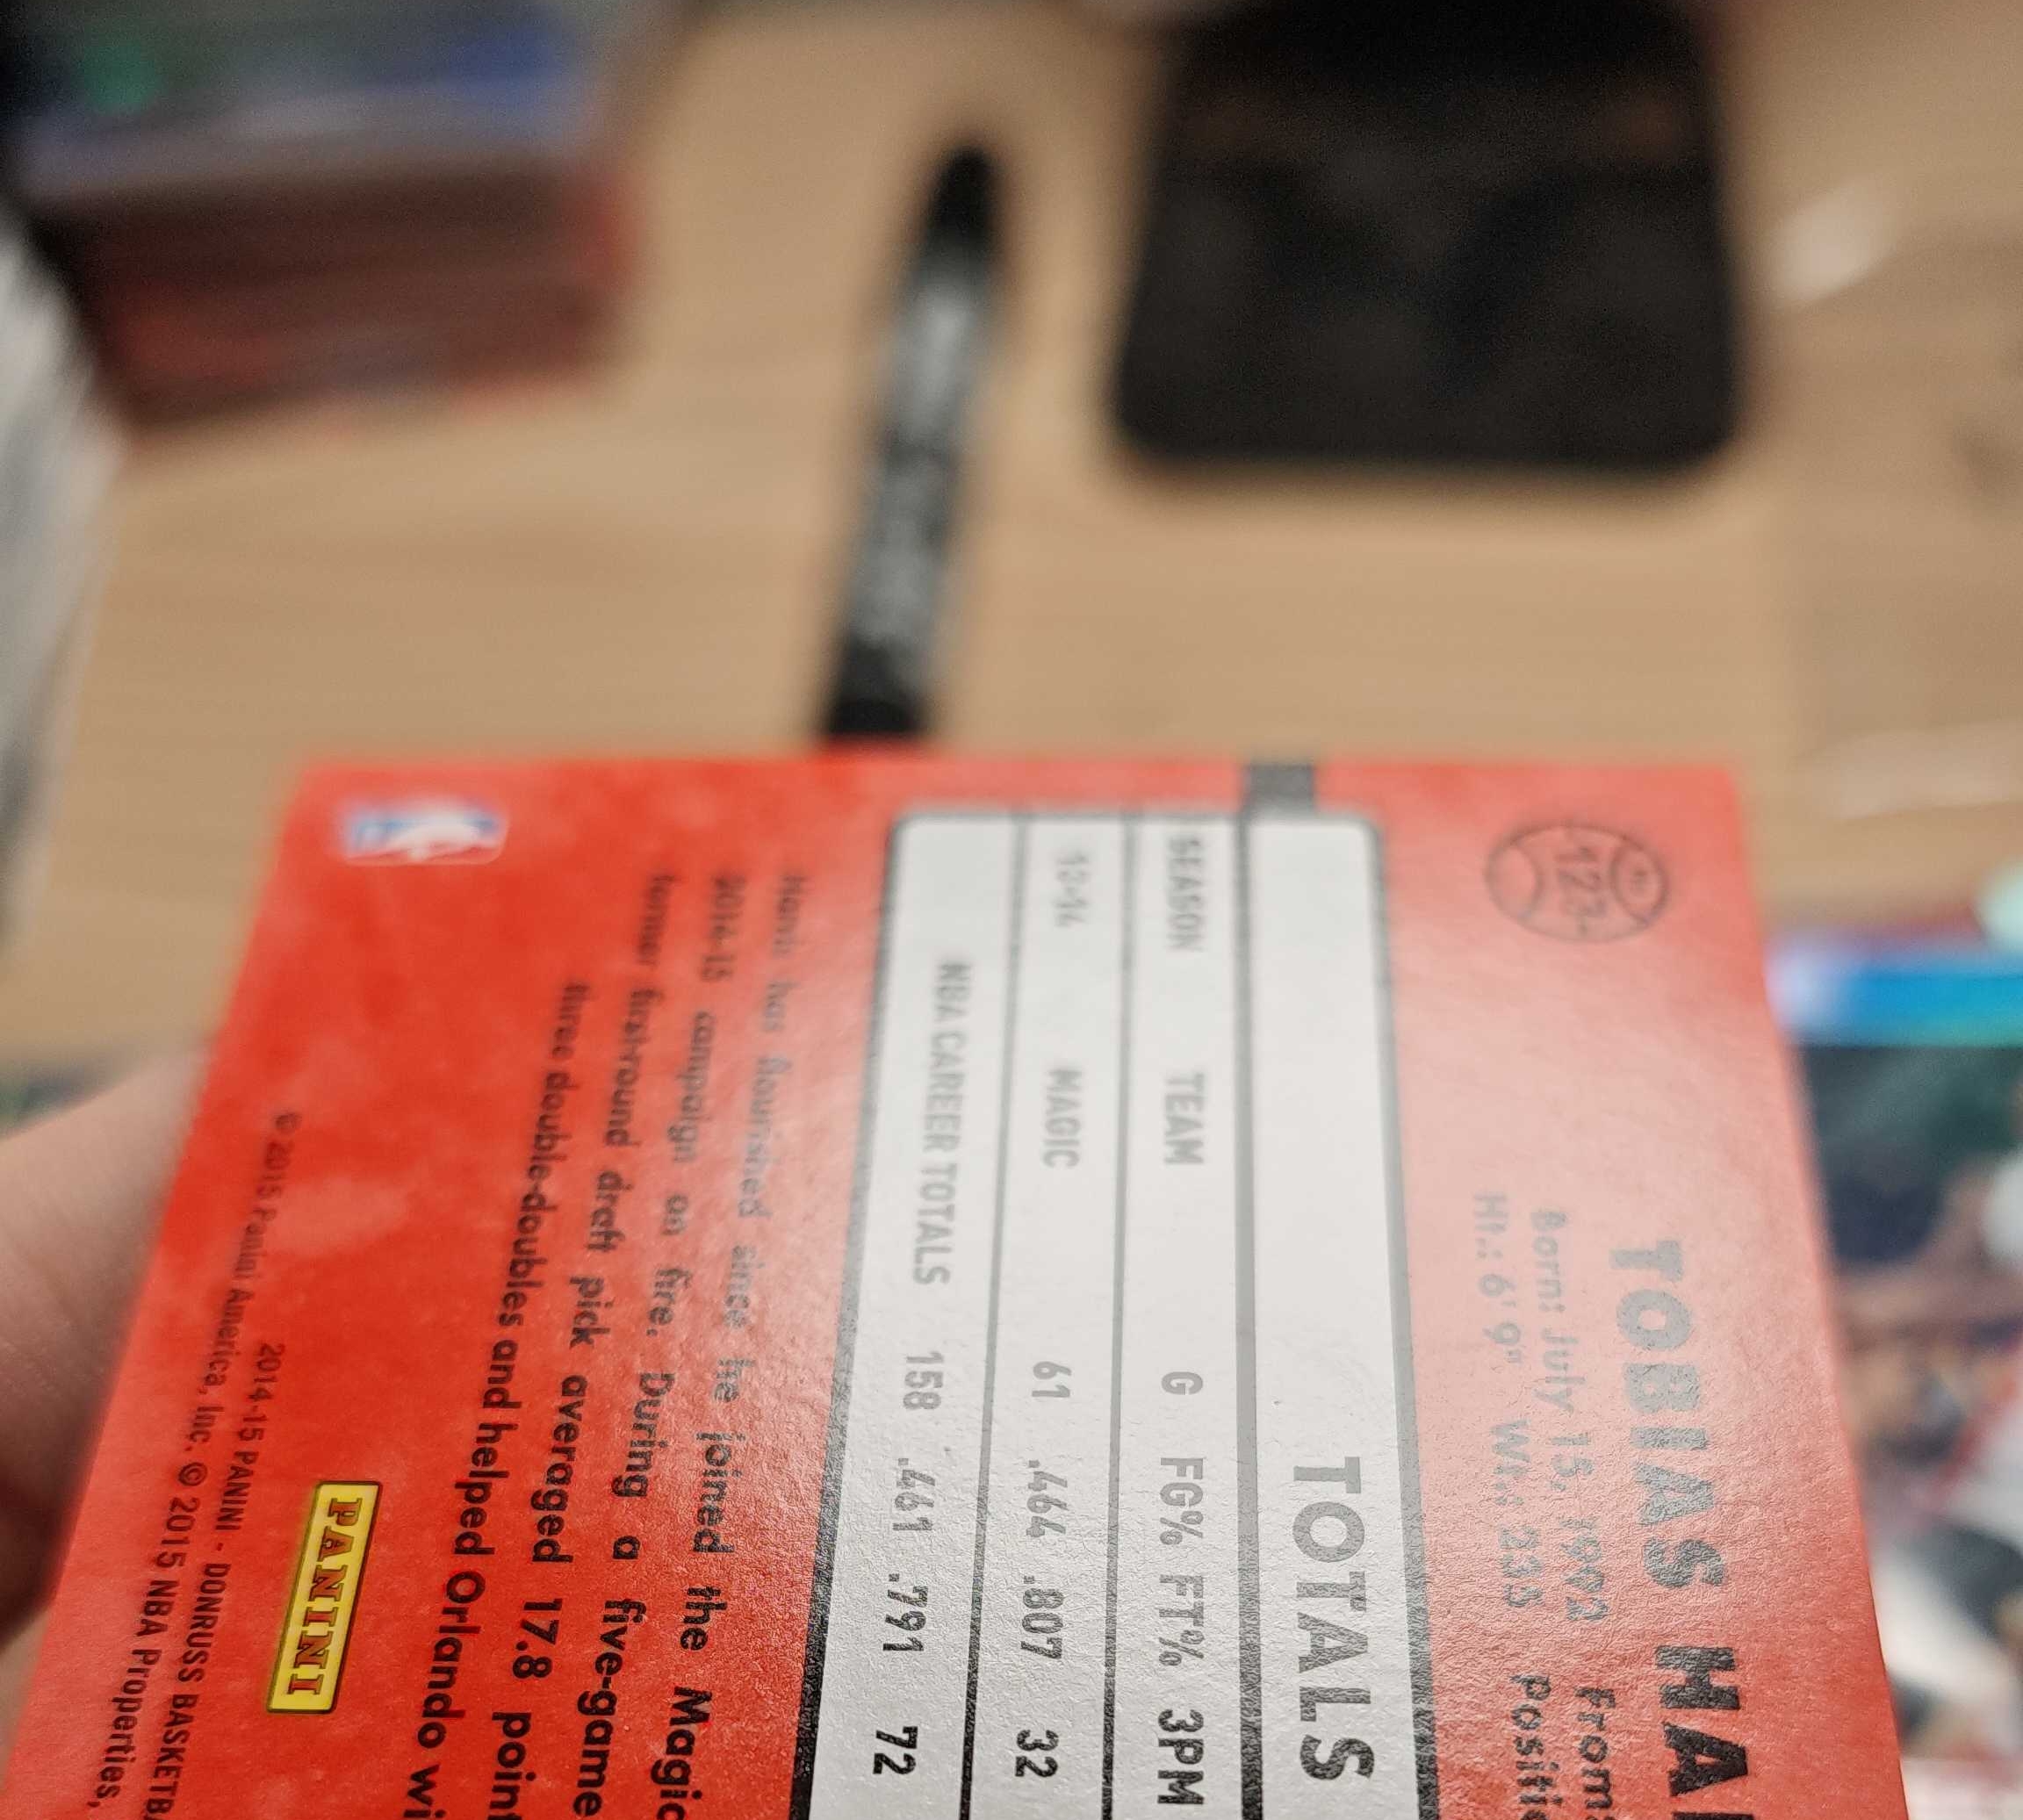 123
TOBIAS HA
Born: July 15, 1992 From:
Ht.: 6' 9" Wt.: 235 Positi
TOTALS
SEASON TEAM G FG% FT% 3PM
13-14 MAGIC 61 .464 .807 32
NBA CAREER TOTALS 158 .461 .791 72
has flourished since he joined the Magic
2014-15 campaign on fire. During a five-game
former first-round draft pick averaged 17.8 point
three double-doubles and helped Orlando wi
PANINI
2014-15 PANINI - DONRUSS BASKETBA
© 2015 Panini America, Inc. © 2015 NBA Properties,